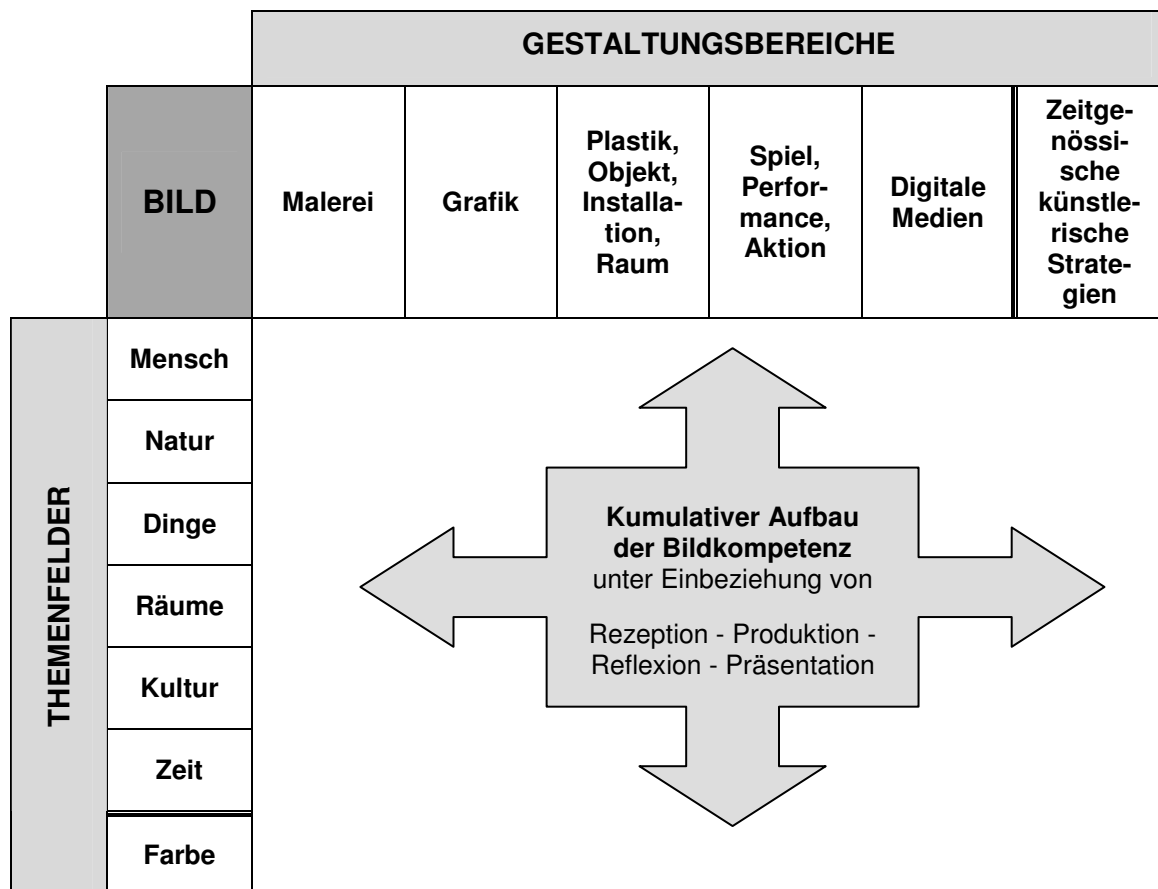 GESTALTUNGSBEREICHE
BILD
Malerei
Grafik
Plastik,
Objekt,
Installa-
tion,
Raum
Spiel,
Perfor-
mance,
Aktion
Digitale
Medien
Zeitge-
nössi-
sche
künstle-
rische
Strate-
gien
THEMENFELDER
Mensch
Natur
Dinge
Räume
Kultur
Zeit
Farbe
Kumulativer Aufbau
der Bildkompetenz
unter Einbeziehung von
Rezeption - Produktion -
Reflexion - Präsentation